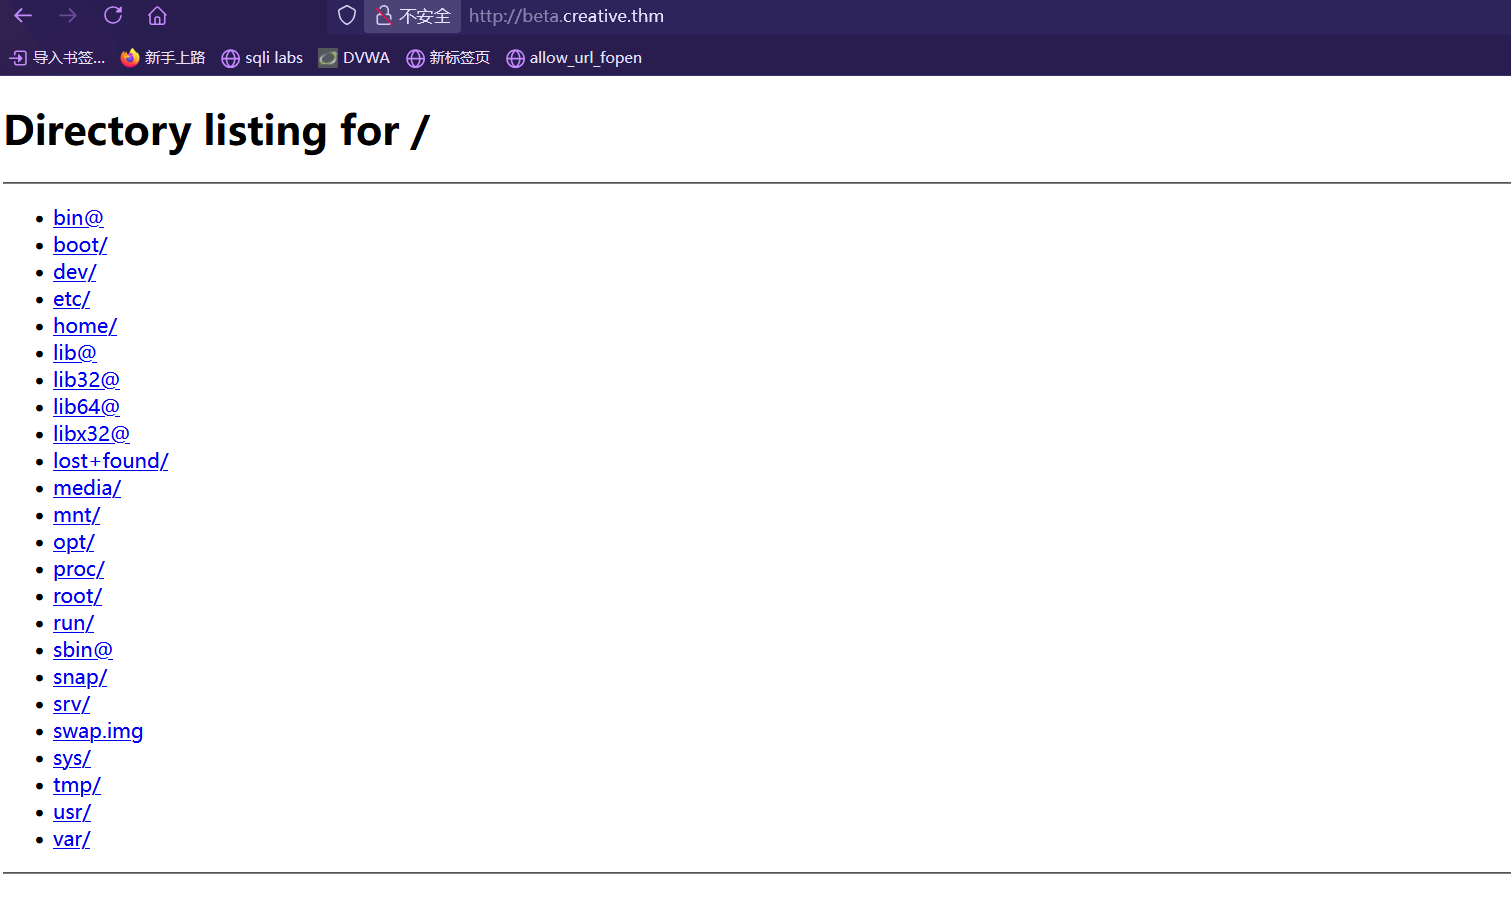 不安全 http://beta.creative.thm
导入书签... 新手上路 sqli labs DVWA 新标签页 allow_url_fopen
Directory listing for /
bin@
boot/
dev/
etc/
home/
lib@
lib32@
lib64@
libx32@
lost+found/
media/
mnt/
opt/
proc/
root/
run/
sbin@
snap/
srv/
swap.img
sys/
tmp/
usr/
var/